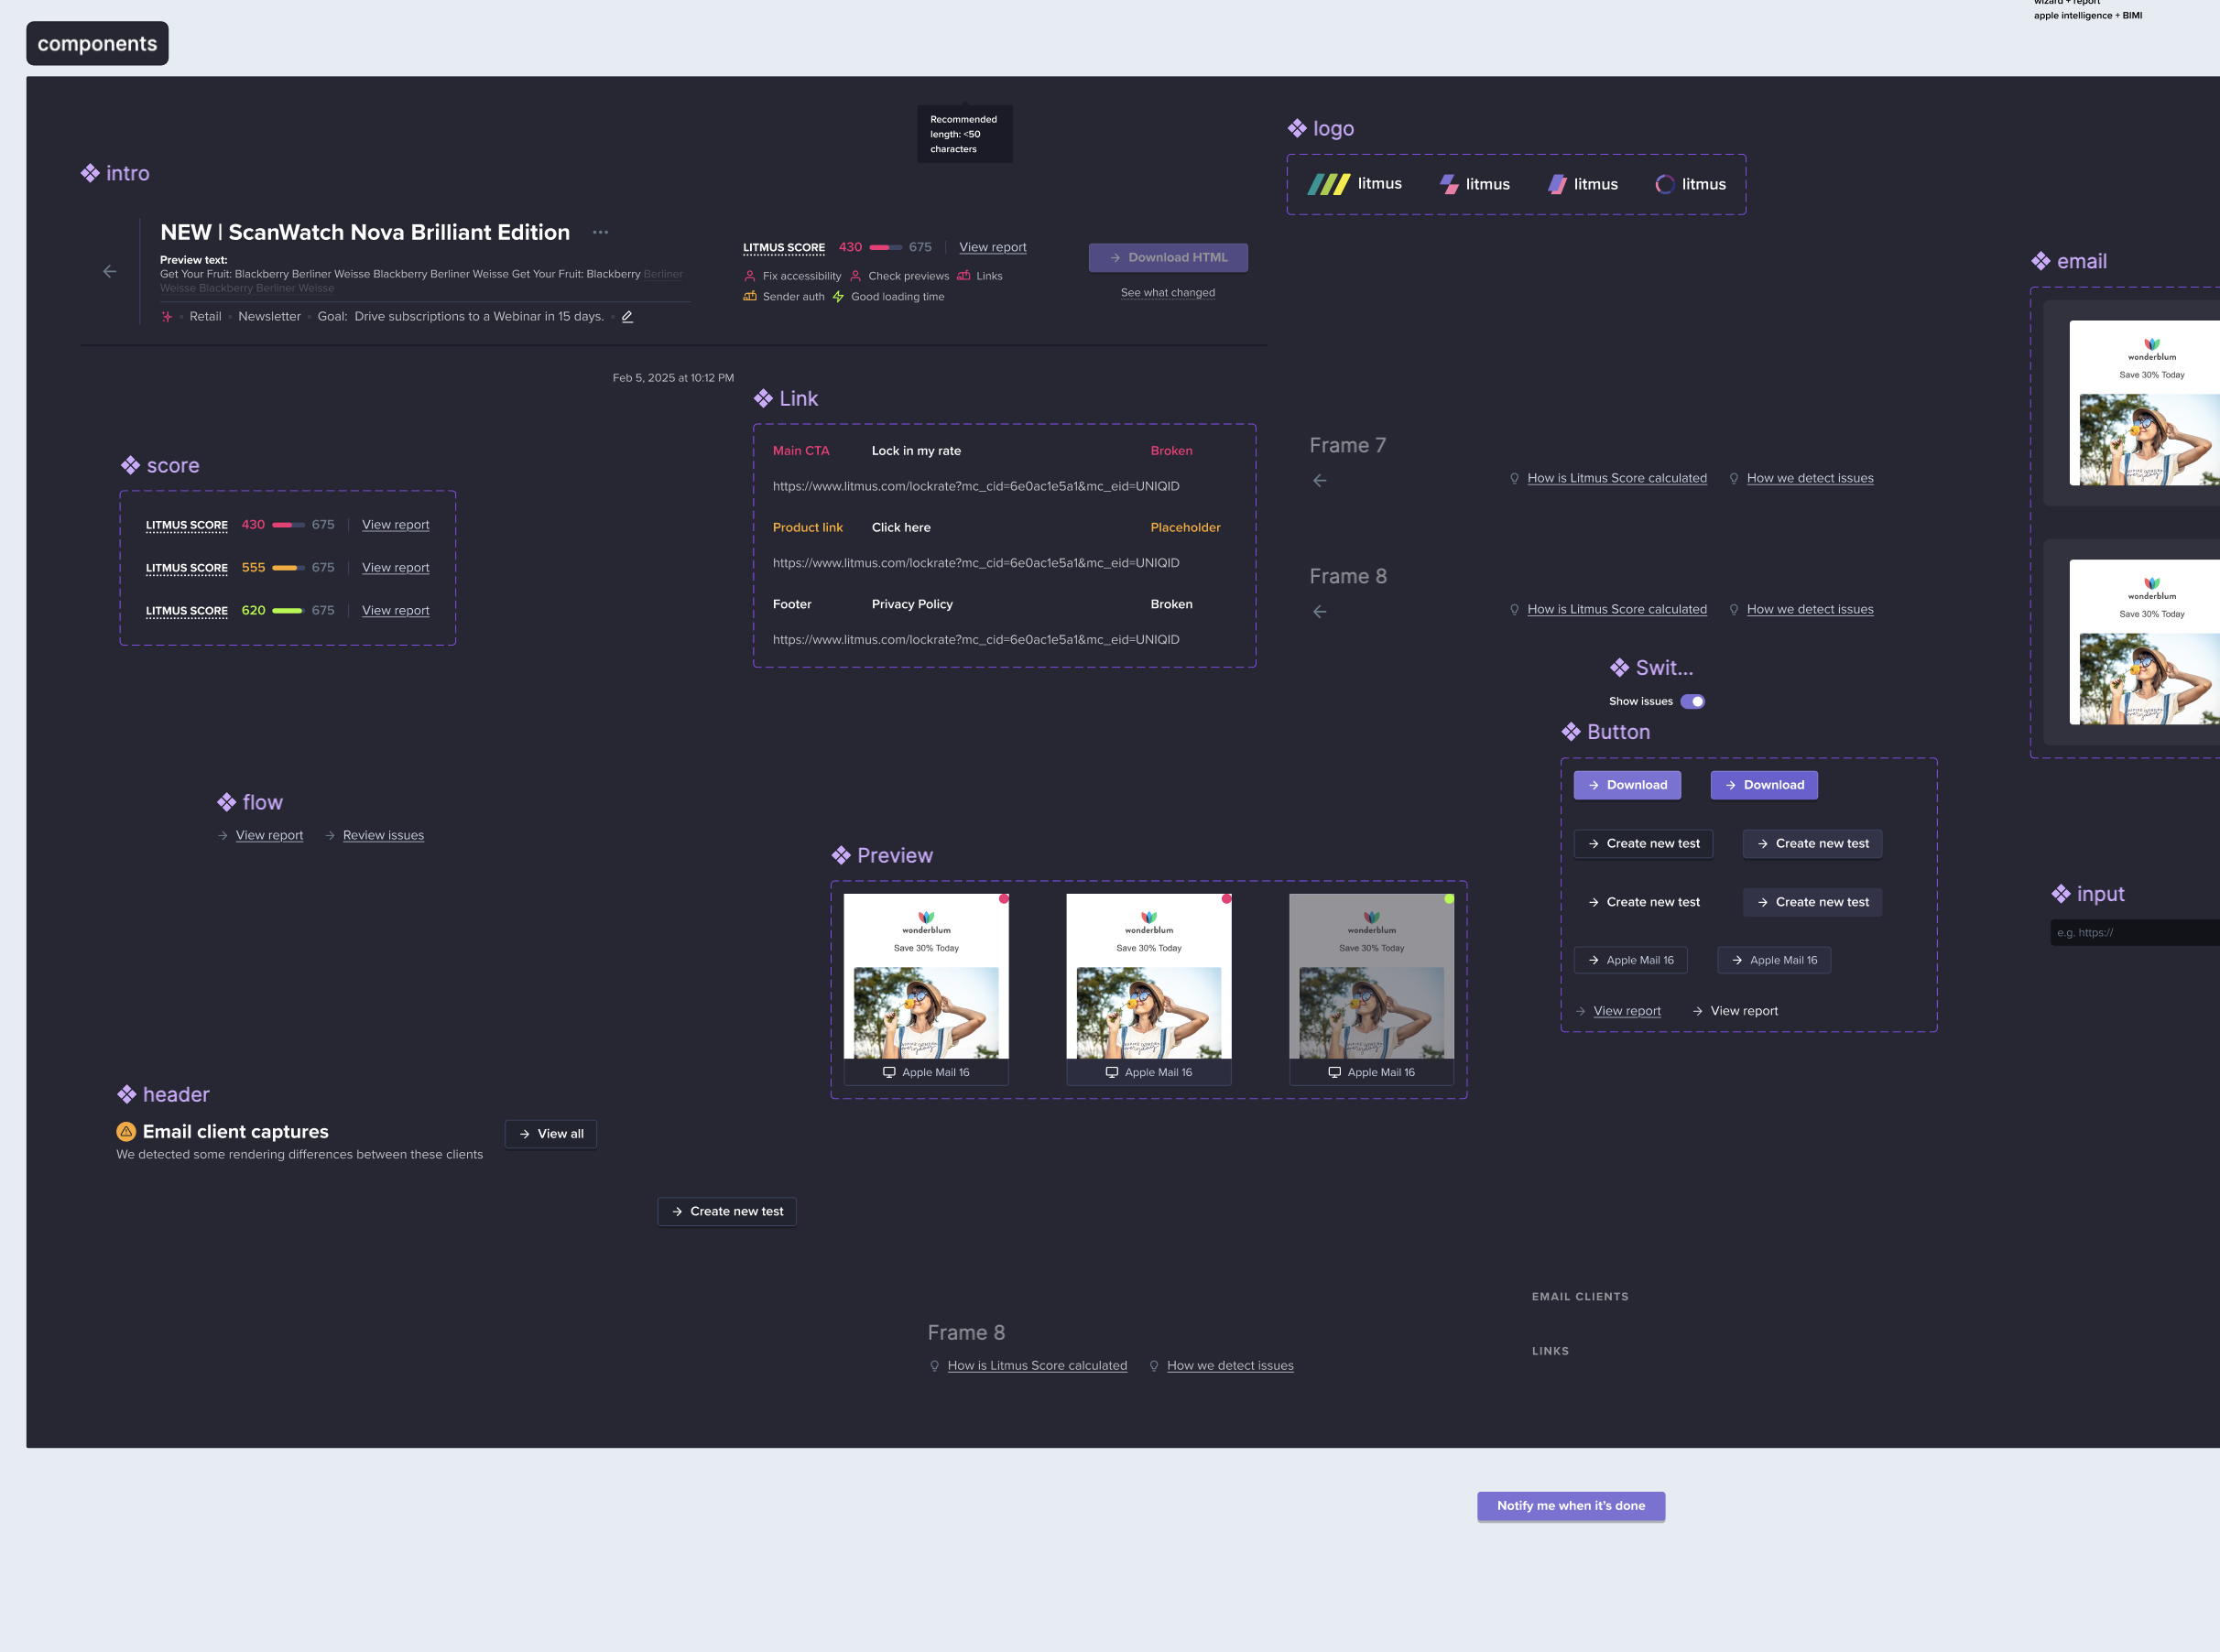 wizard + report
apple intelligence + BIMI
components
Recommended
length: <50
characters
logo
litmus
litmus
litmus
litmus
intro
NEW | ScanWatch Nova Brilliant Edition
Preview text:
Get Your Fruit: Blackberry Berliner Weisse Blackberry Berliner Weisse Get Your Fruit: Blackberry Berliner
Weisse Blackberry Berliner Weisse
Retail • Newsletter • Goal: Drive subscriptions to a Webinar in 15 days.
LITMUS SCORE 430 675 View report
Fix accessibility Check previews Links
Sender auth Good loading time
Download HTML
See what changed
email
wonderblum
Save 30% Today
wonderblum
Save 30% Today
Feb 5, 2025 at 10:12 PM
Link
Main CTA Lock in my rate Broken
https://www.litmus.com/lockrate?mc_cid=6e0ac1e5a1&mc_eid=UNIQID
Product link Click here Placeholder
https://www.litmus.com/lockrate?mc_cid=6e0ac1e5a1&mc_eid=UNIQID
Footer Privacy Policy Broken
https://www.litmus.com/lockrate?mc_cid=6e0ac1e5a1&mc_eid=UNIQID
Frame 7
How is Litmus Score calculated How we detect issues
Frame 8
How is Litmus Score calculated How we detect issues
score
LITMUS SCORE 430 675 View report
LITMUS SCORE 555 675 View report
LITMUS SCORE 620 675 View report
Swit...
Show issues
Button
Download Download
Create new test Create new test
Create new test Create new test
Apple Mail 16 Apple Mail 16
View report View report
flow
View report Review issues
Preview
wonderblum
Save 30% Today
Apple Mail 16
wonderblum
Save 30% Today
Apple Mail 16
wonderblum
Save 30% Today
Apple Mail 16
input
e.g. https://
header
Email client captures
We detected some rendering differences between these clients
View all
Create new test
Frame 8
How is Litmus Score calculated How we detect issues
EMAIL CLIENTS
LINKS
Notify me when it's done